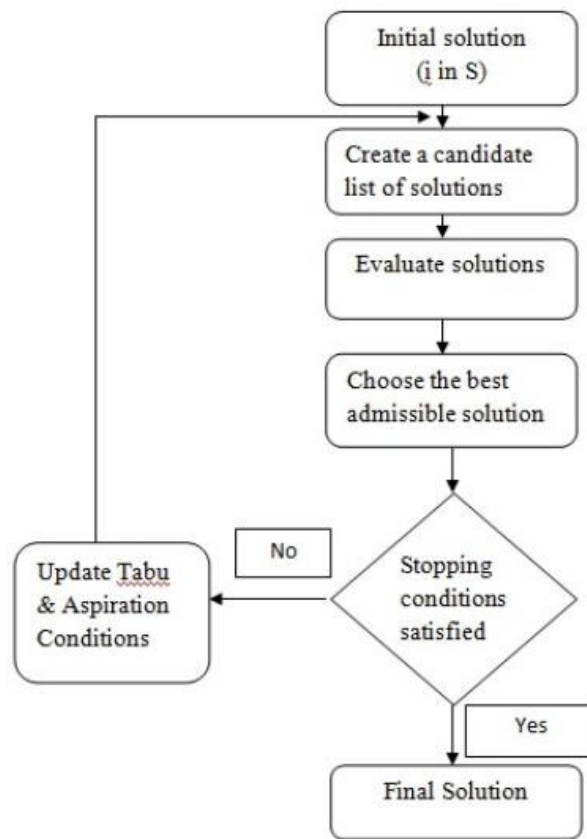 Initial solution
(i in S)
Create a candidate
list of solutions
Evaluate solutions
Choose the best
admissible solution
Stopping
conditions
satisfied
No
Update Tabu
& Aspiration
Conditions
Yes
Final Solution